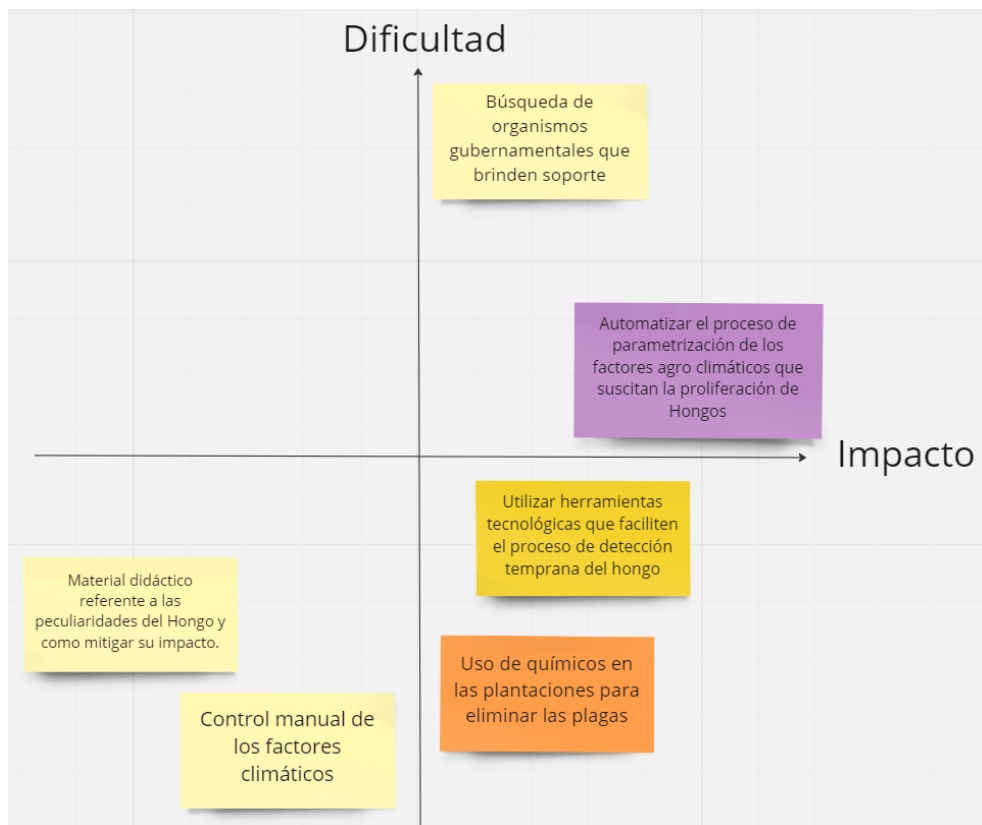 Dificultad
Búsqueda de
organismos
gubernamentales que
brinden soporte
Automatizar el proceso de
parametrización de los
factores agro climáticos que
suscitan la proliferación de
Hongos
Impacto
Utilizar herramientas
tecnológicas que faciliten
el proceso de detección
temprana del hongo
Material didáctico
referente a las
peculiaridades del Hongo y
como mitigar su impacto.
Uso de químicos en
las plantaciones para
eliminar las plagas
Control manual de
los factores
climáticos